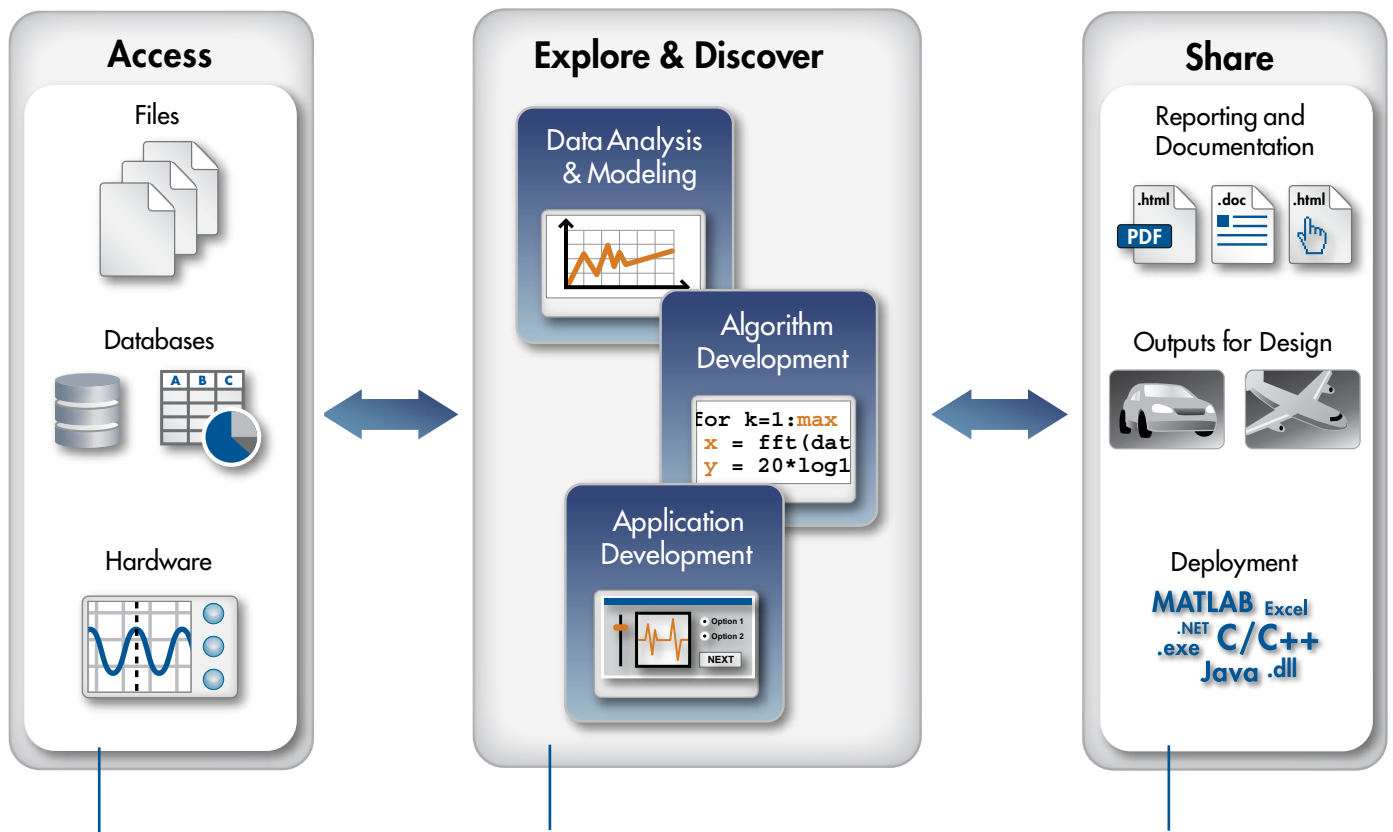 Access
Files
Databases
A B C
Hardware
Explore & Discover
Data Analysis
& Modeling
Algorithm
Development
for k=1:max
x = fft(dat
y = 20*log1
Application
Development
Option 1
Option 2
NEXT
Share
Reporting and
Documentation
.html
PDF
.doc
.html
Outputs for Design
Deployment
MATLAB Excel
.NET C/C++
.exe
Java .dll